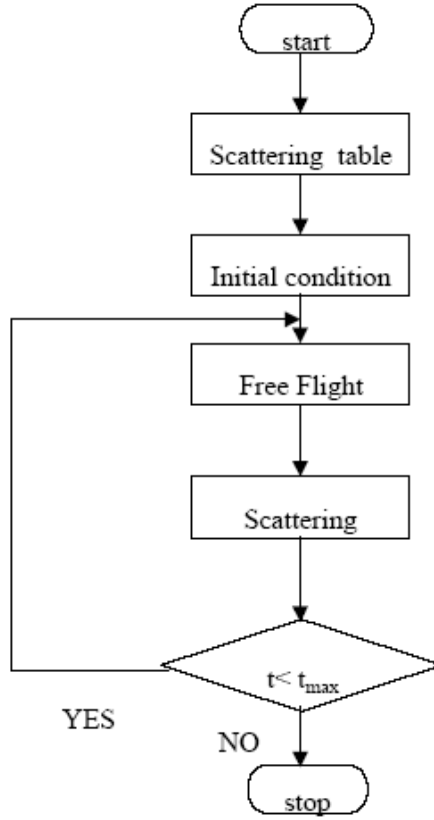 start
Scattering table
Initial condition
Free Flight
Scattering
t< tmax
YES
NO
stop